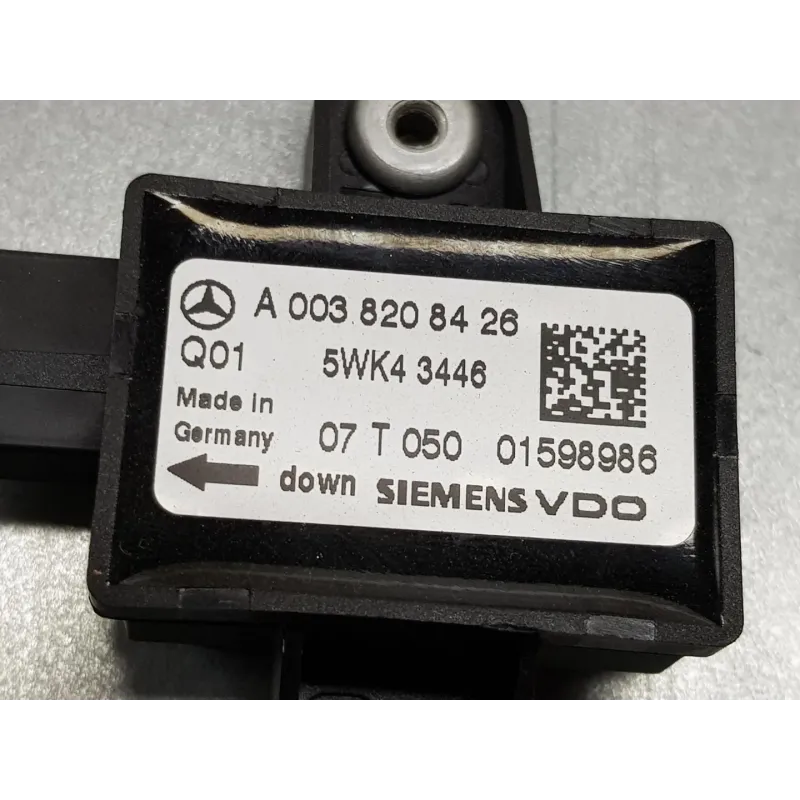 A 003 820 84 26
Q01 5WK4 3446
Made in
Germany 07 T 050 01598986
down SIEMENS VDO